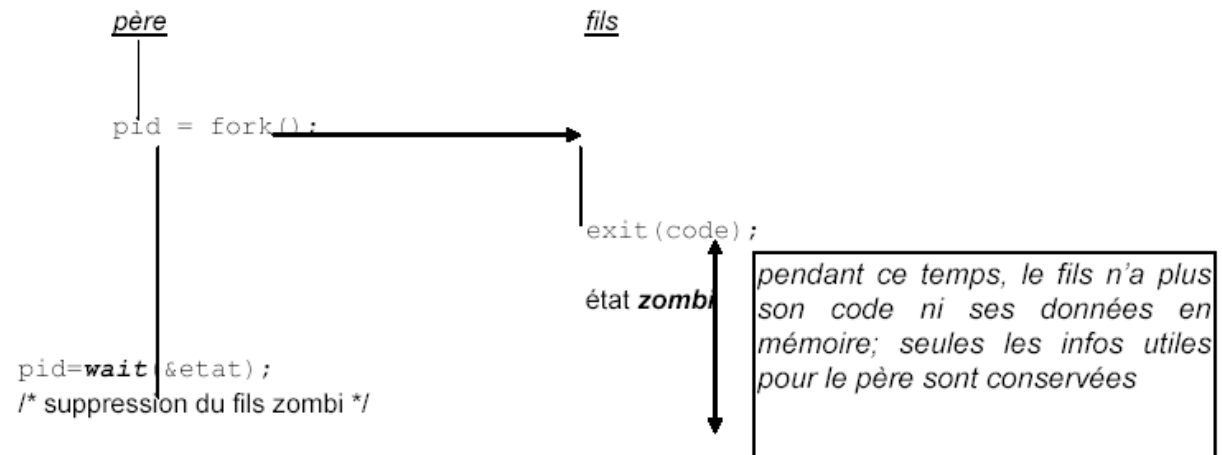 père
fils
pid = fork();
exit(code);
état zombi
pendant ce temps, le fils n'a plus
son code ni ses données en
mémoire; seules les infos utiles
pour le père sont conservées
pid=wait(&etat);
/* suppression du fils zombi */